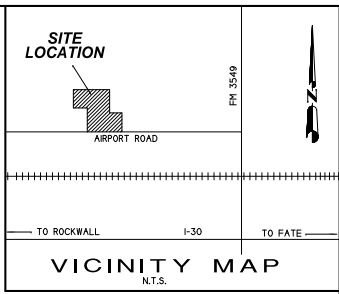 SITE
LOCATION
FM 3549
N
AIRPORT ROAD
TO ROCKWALL
I-30
TO FATE
VICINITY MAP
N.T.S.